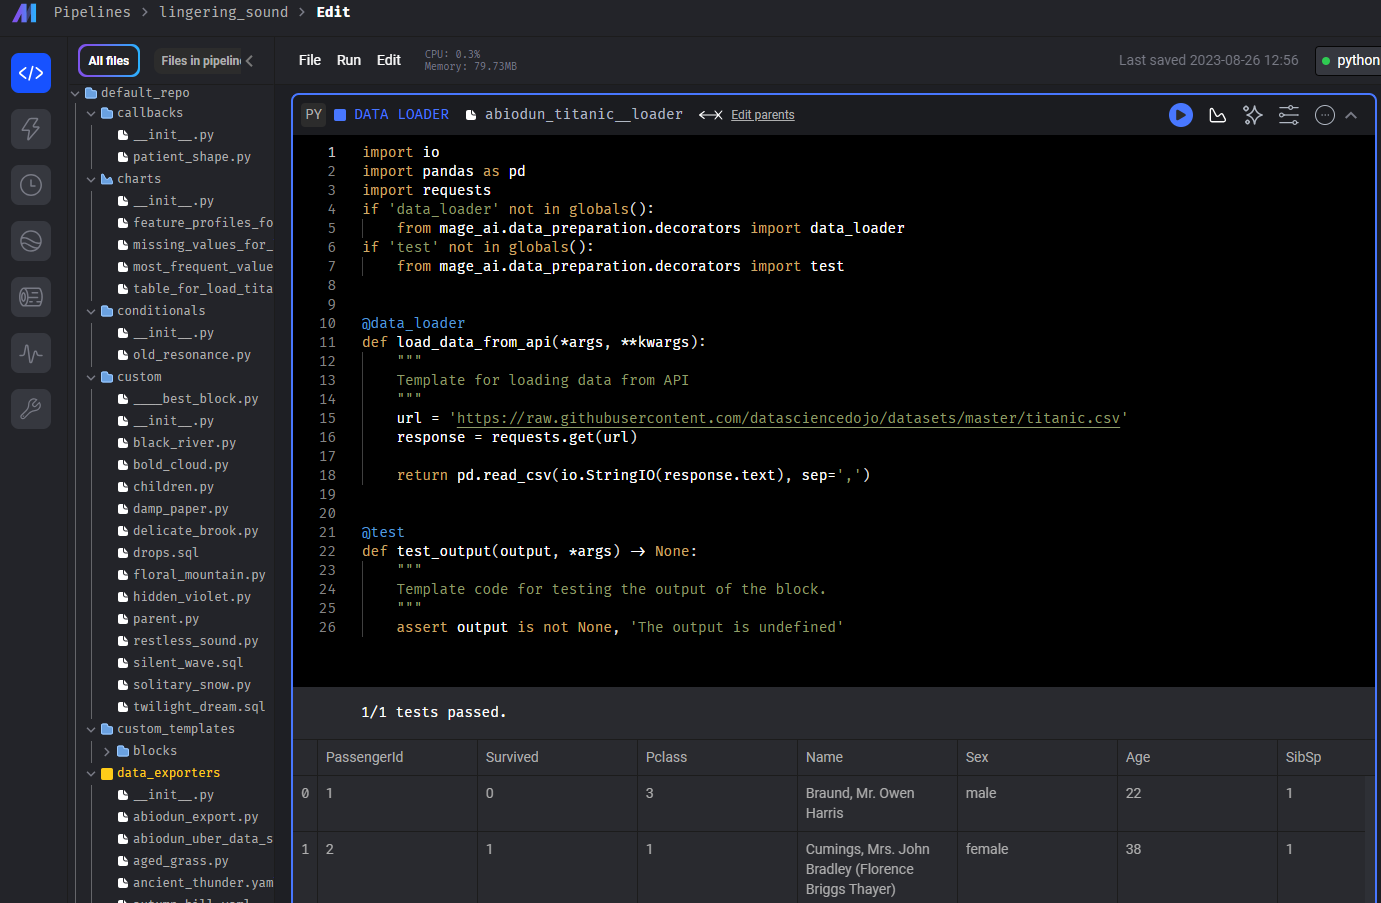 Pipelines > lingering_sound > Edit
All files
Files in pipelin
File Run Edit
CPU: 0.3%
Memory: 79.73MB
Last saved 2023-08-26 12:56
python
default_repo
callbacks
__init__.py
patient_shape.py
charts
__init__.py
feature_profiles_fo
missing_values_for_
most_frequent_value
table_for_load_tita
conditionals
__init__.py
old_resonance.py
custom
____best_block.py
__init__.py
black_river.py
bold_cloud.py
children.py
damp_paper.py
delicate_brook.py
drops.sql
floral_mountain.py
hidden_violet.py
parent.py
restless_sound.py
silent_wave.sql
solitary_snow.py
twilight_dream.sql
custom_templates
blocks
data_exporters
__init__.py
abiodun_export.py
abiodun_uber_data_s
aged_grass.py
ancient_thunder.yam
PY DATA LOADER abiodun_titanic__loader Edit parents
1 import io
2 import pandas as pd
3 import requests
4 if 'data_loader' not in globals():
5 from mage_ai.data_preparation.decorators import data_loader
6 if 'test' not in globals():
7 from mage_ai.data_preparation.decorators import test
8
9
10 @data_loader
11 def load_data_from_api(*args, **kwargs):
12 """
13 Template for loading data from API
14 """
15 url = 'https://raw.githubusercontent.com/datasciencedojo/datasets/master/titanic.csv'
16 response = requests.get(url)
17
18 return pd.read_csv(io.StringIO(response.text), sep=',')
19
20
21 @test
22 def test_output(output, *args) -> None:
23 """
24 Template code for testing the output of the block.
25 """
26 assert output is not None, 'The output is undefined'
1/1 tests passed.
PassengerId Survived Pclass Name Sex Age SibSp
0 1 0 3 Braund, Mr. Owen male 22 1
Harris
1 2 1 1 Cumings, Mrs. John female 38 1
Bradley (Florence
Briggs Thayer)